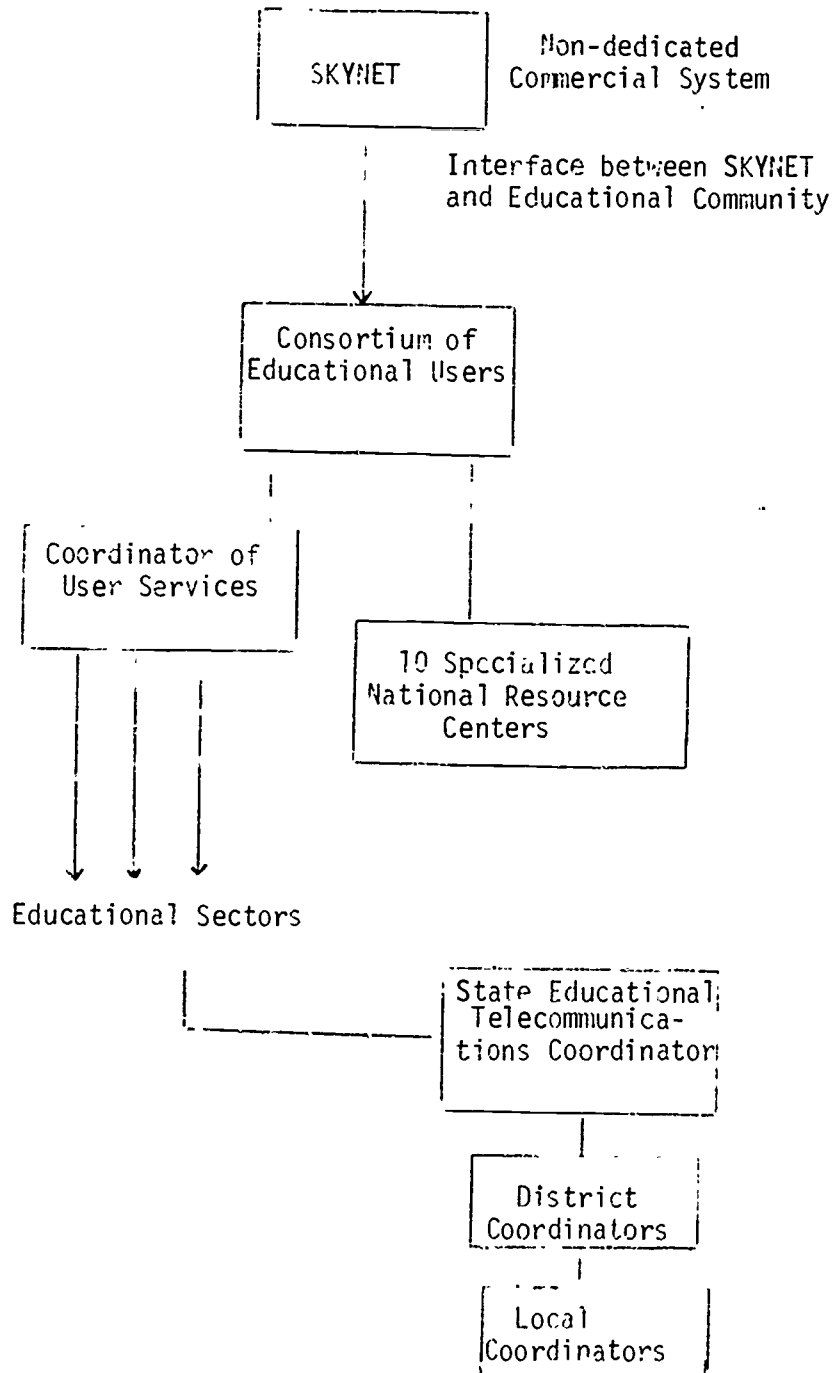 SKYNET
Non-dedicated
Commercial System
Interface between SKYNET
and Educational Community
Consortium of
Educational Users
Coordinator of
User Services
10 Specialized
National Resource
Centers
Educational Sectors
State Educational
Telecommunica-
tions Coordinator
District
Coordinators
Local
Coordinators